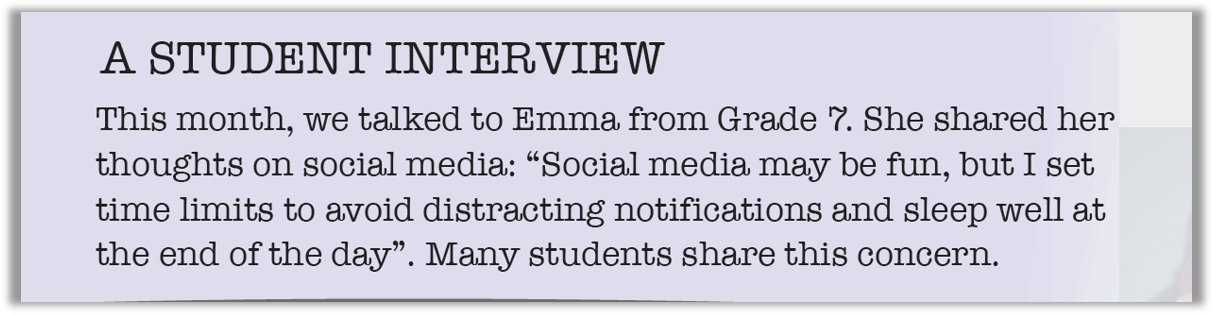 A STUDENT INTERVIEW
This month, we talked to Emma from Grade 7. She shared her
thoughts on social media: “Social media may be fun, but I set
time limits to avoid distracting notifications and sleep well at
the end of the day”. Many students share this concern.